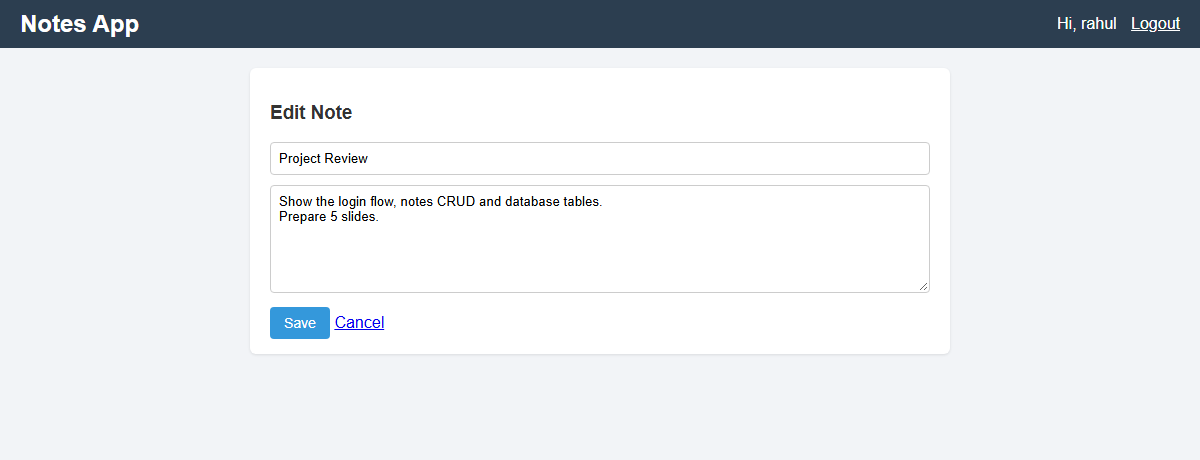 Notes App
Hi, rahul Logout
Edit Note
Project Review
Show the login flow, notes CRUD and database tables.
Prepare 5 slides.
Save Cancel